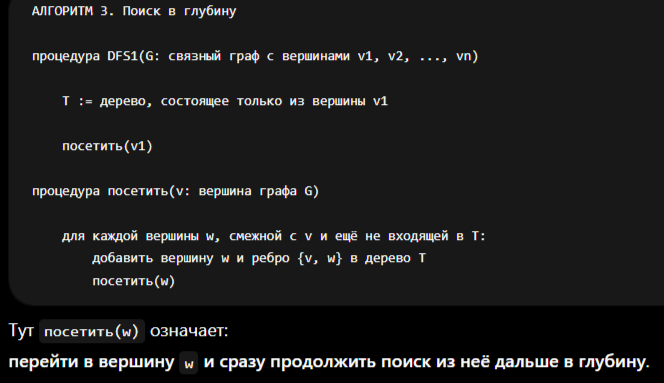 АЛГОРИТМ 3. Поиск в глубину
процедура DFS1(G: связный граф с вершинами v1, v2, ..., vn)
T := дерево, состоящее только из вершины v1
посетить(v1)
процедура посетить(v: вершина графа G)
для каждой вершины w, смежной с v и ещё не входящей в T:
добавить вершину w и ребро {v, w} в дерево T
посетить(w)
Тут посетить(w) означает:
перейти в вершину w и сразу продолжить поиск из неё дальше в глубину.